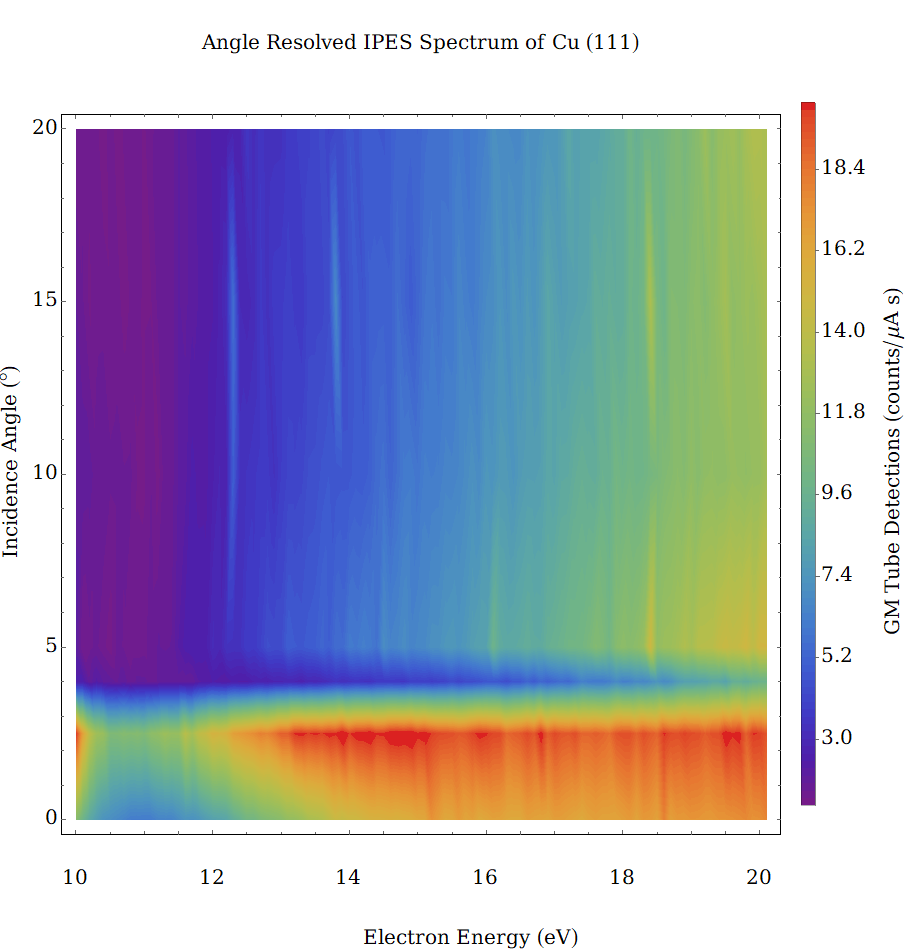 Angle Resolved IPES Spectrum of Cu (111)
20
15
10
5
0
Incidence Angle (°)
10 12 14 16 18 20
Electron Energy (eV)
18.4
16.2
14.0
11.8
9.6
7.4
5.2
3.0
GM Tube Detections (counts/μA s)